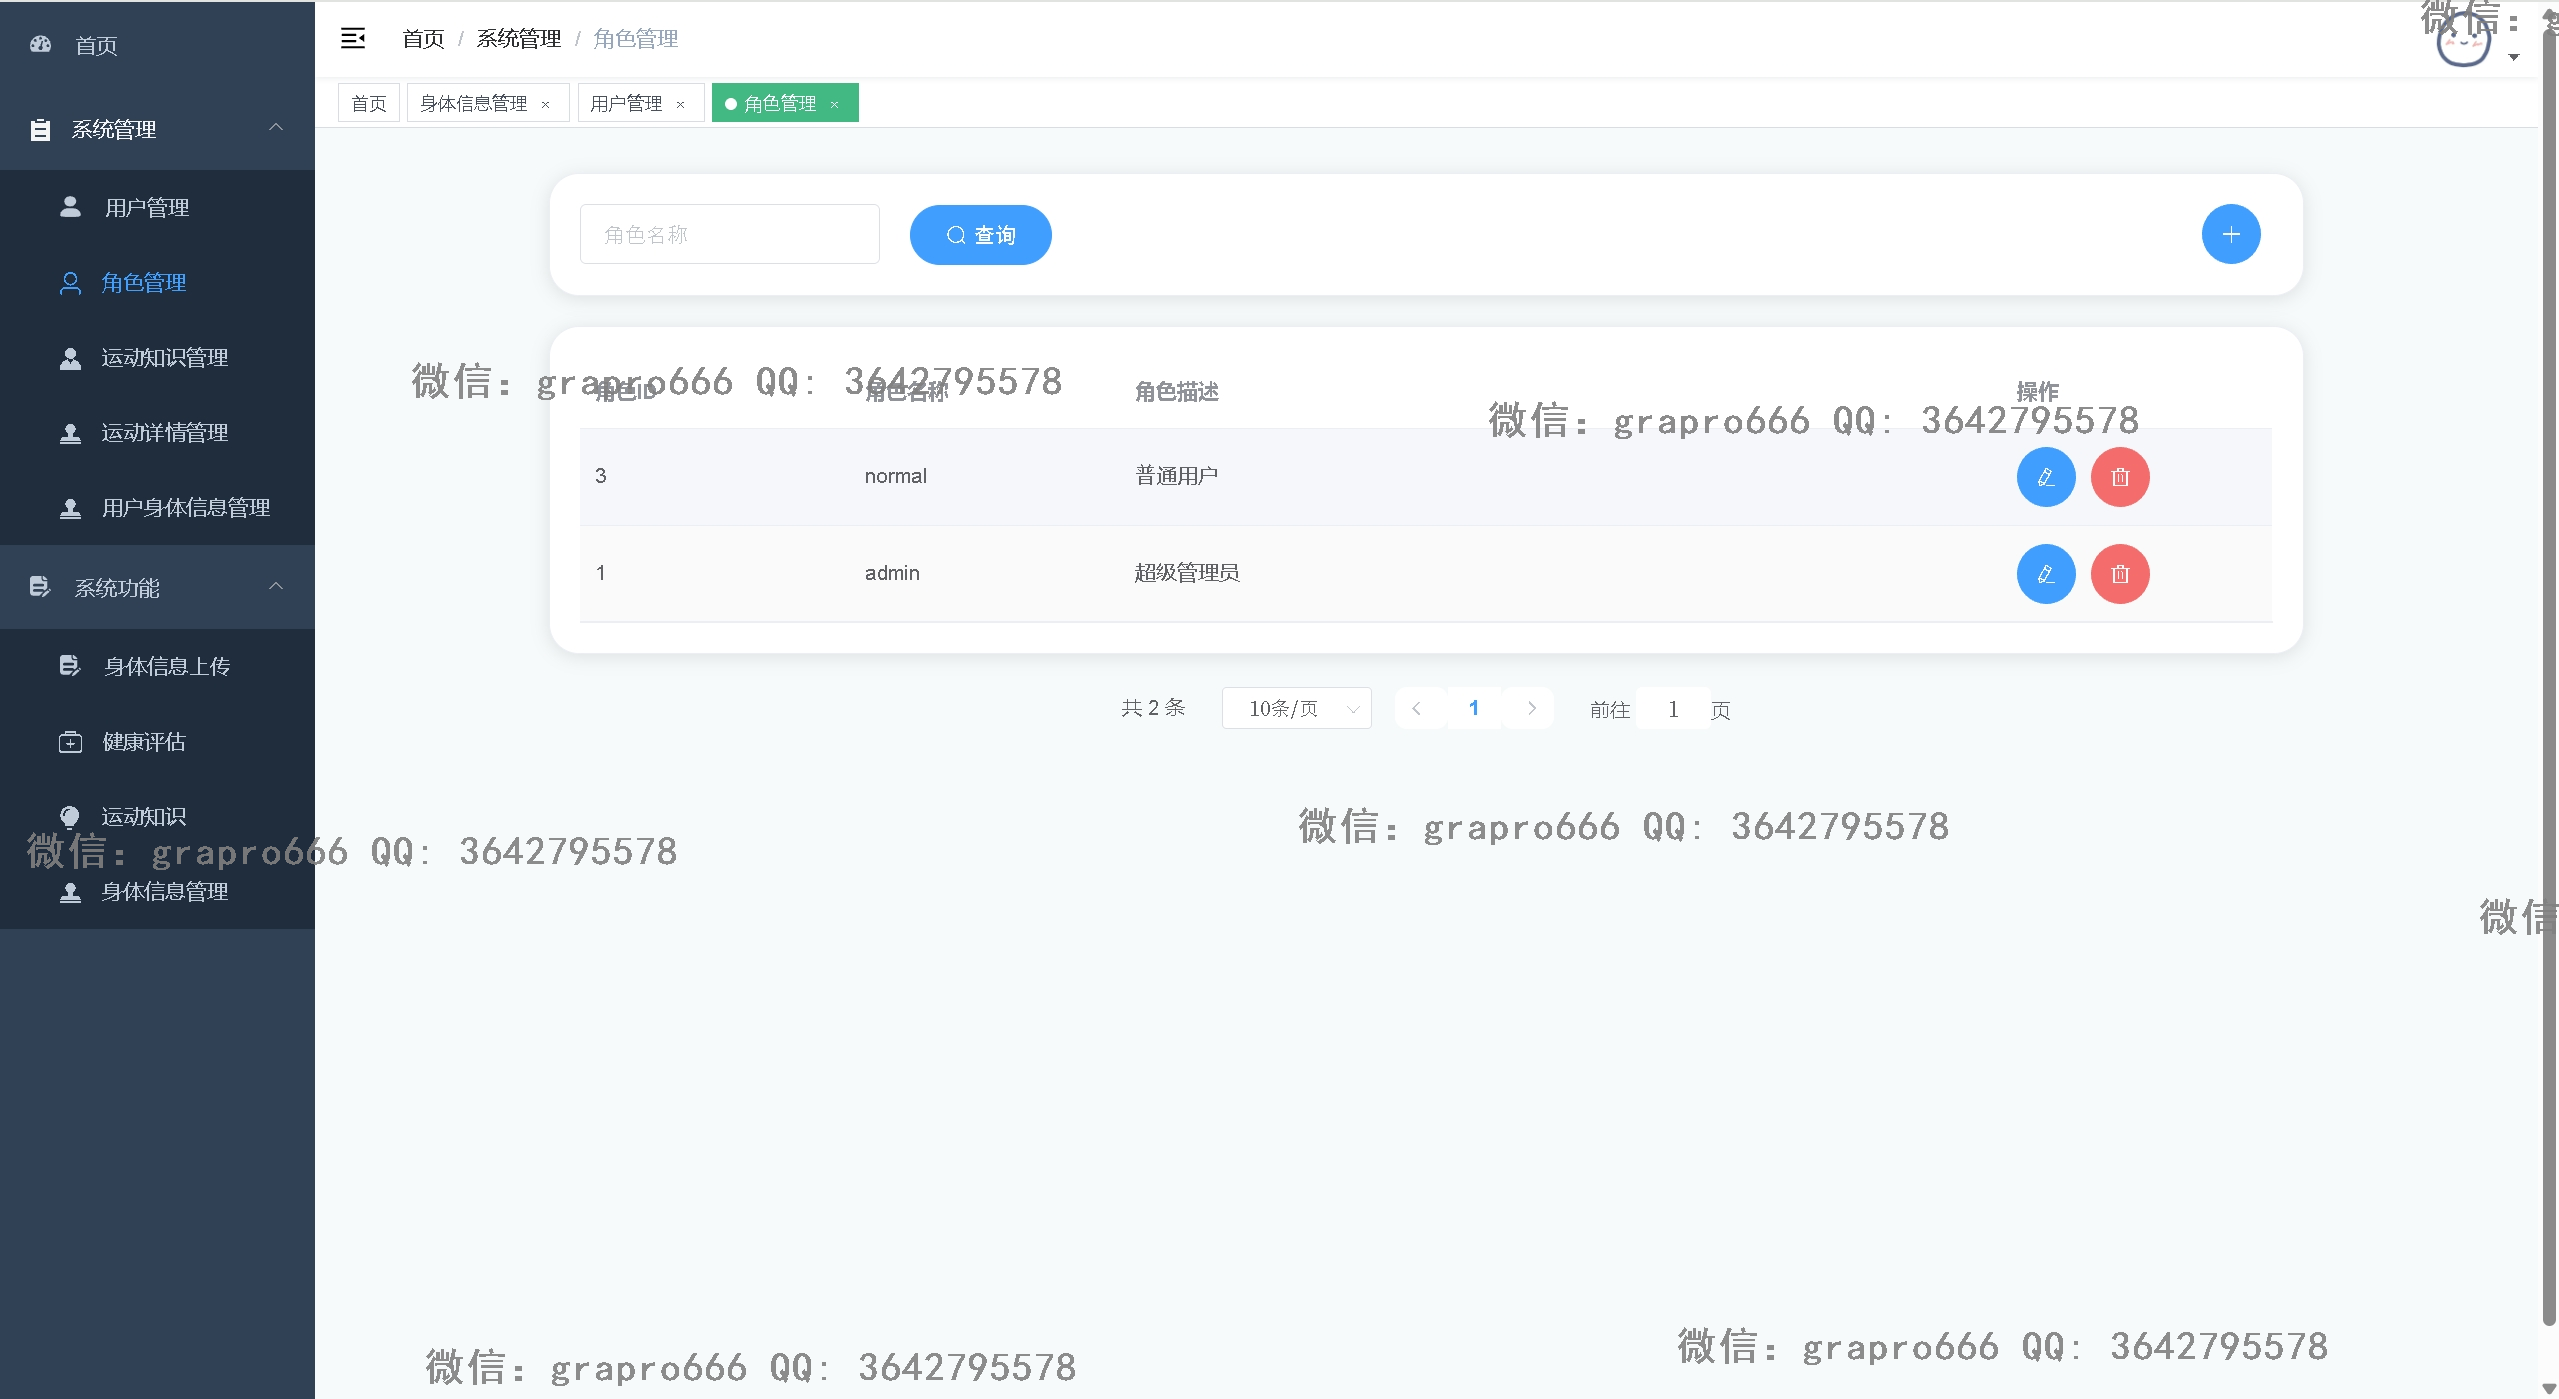 首页
系统管理
用户管理
角色管理
运动知识管理
运动详情管理
用户身体信息管理
系统功能
身体信息上传
健康评估
运动知识
身体信息管理
首页 / 系统管理 / 角色管理
首页 身体信息管理 × 用户管理 × 角色管理 ×
角色名称 查询
角色ID 角色名称 角色描述 操作
3 normal 普通用户
1 admin 超级管理员
共 2 条 10条/页 1 前往 1 页
微信：
微信：grapro666 QQ: 3642795578
微信：grapro666 QQ: 3642795578
微信：grapro666 QQ: 3642795578
微信：grapro666 QQ: 3642795578
微信
微信：grapro666 QQ: 3642795578
微信：grapro666 QQ: 3642795578